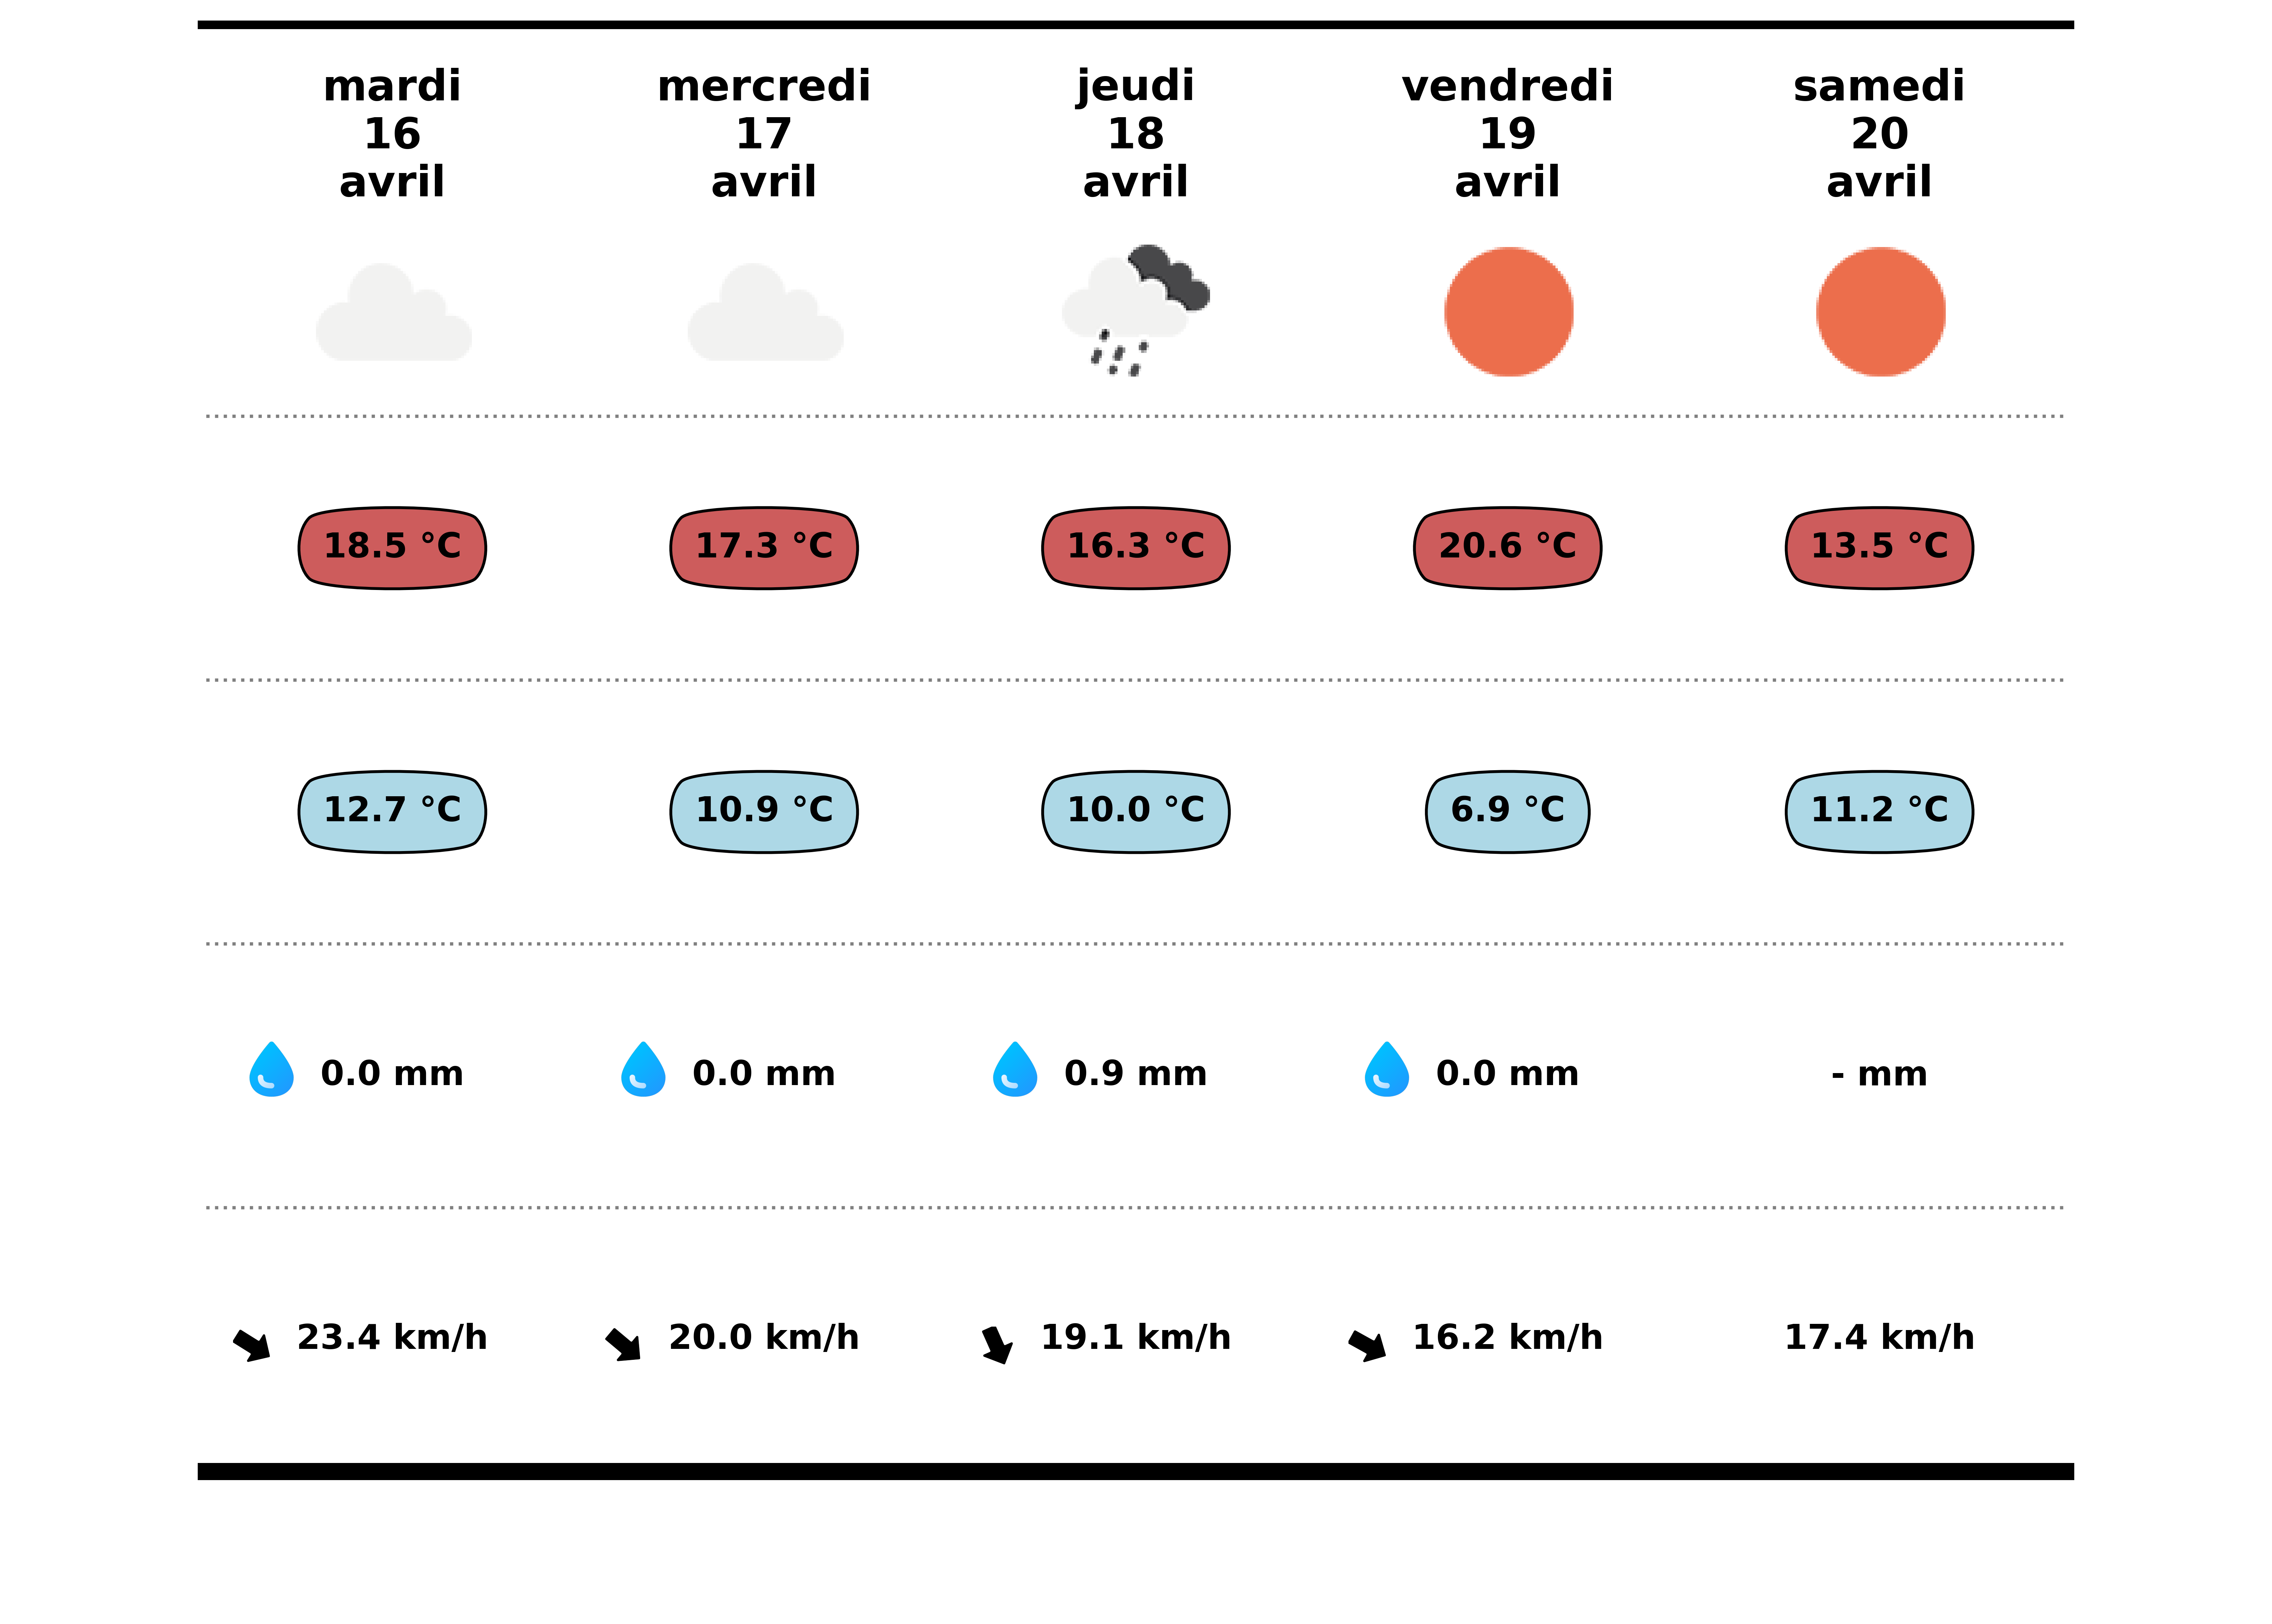 mardi
16
avril
mercredi
17
avril
jeudi
18
avril
vendredi
19
avril
samedi
20
avril
18.5 °C
17.3 °C
16.3 °C
20.6 °C
13.5 °C
12.7 °C
10.9 °C
10.0 °C
6.9 °C
11.2 °C
0.0 mm
0.0 mm
0.9 mm
0.0 mm
- mm
23.4 km/h
20.0 km/h
19.1 km/h
16.2 km/h
17.4 km/h